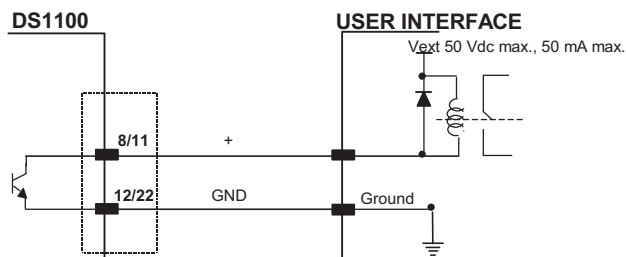 DS1100
USER INTERFACE
Vext 50 Vdc max., 50 mA max.
8/11
+
12/22
GND
Ground